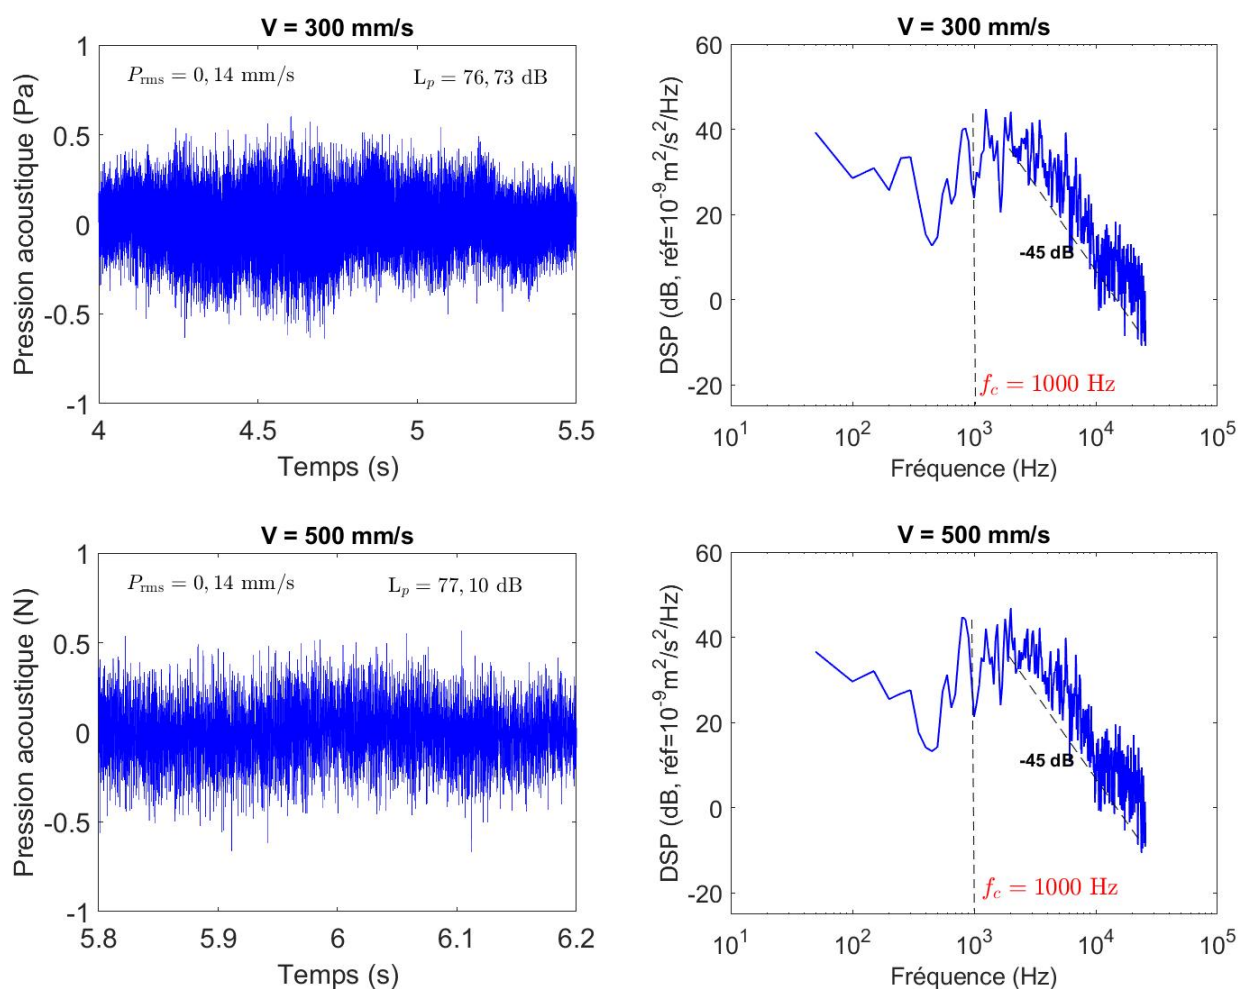 V = 300 mm/s
P_rms = 0, 14 mm/s
L_p = 76, 73 dB
Pression acoustique (Pa)
1
0.5
0
-0.5
-1
4
4.5
5
5.5
Temps (s)
V = 300 mm/s
DSP (dB, réf=10^-9m^2/s^2/Hz)
60
40
20
0
-20
-45 dB
f_c = 1000 Hz
10^1
10^2
10^3
10^4
10^5
Fréquence (Hz)
V = 500 mm/s
P_rms = 0, 14 mm/s
L_p = 77, 10 dB
Pression acoustique (N)
1
0.5
0
-0.5
-1
5.8
5.9
6
6.1
6.2
Temps (s)
V = 500 mm/s
DSP (dB, réf=10^-9m^2/s^2/Hz)
60
40
20
0
-20
-45 dB
f_c = 1000 Hz
10^1
10^2
10^3
10^4
10^5
Fréquence (Hz)